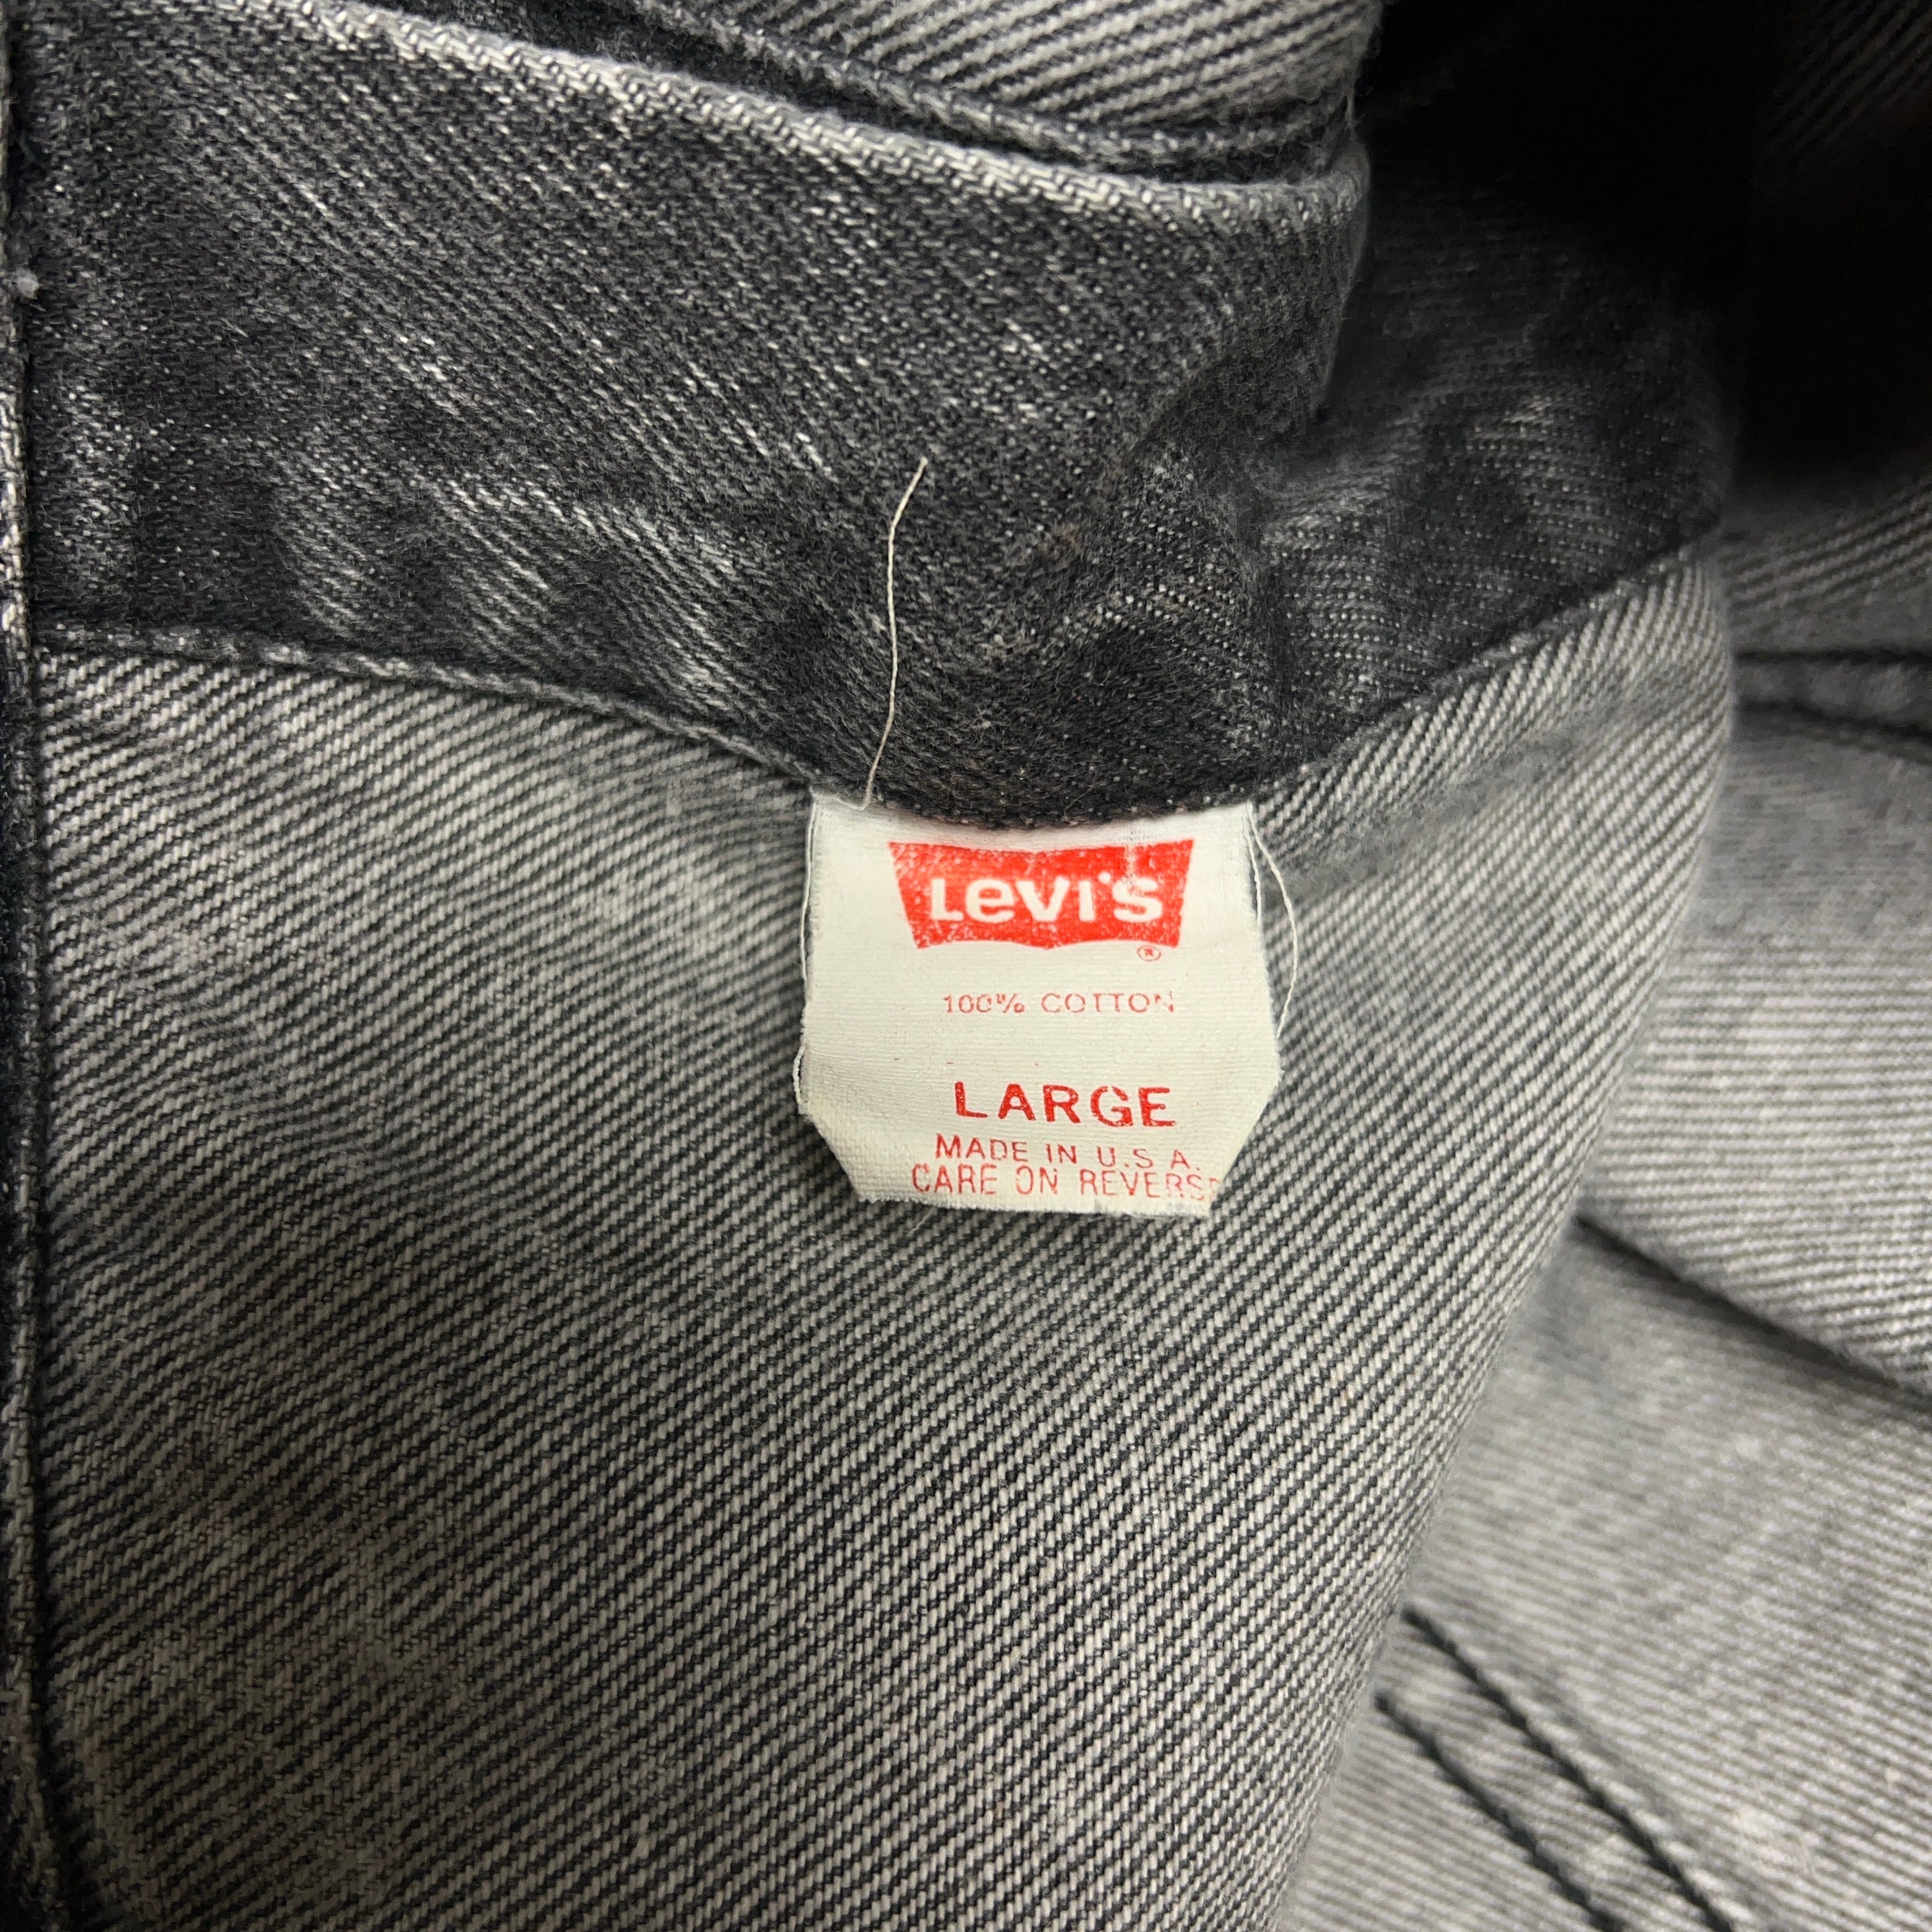 Levi's
®
100% COTTON
LARGE
MADE IN U.S.A.
CARE ON REVERSE